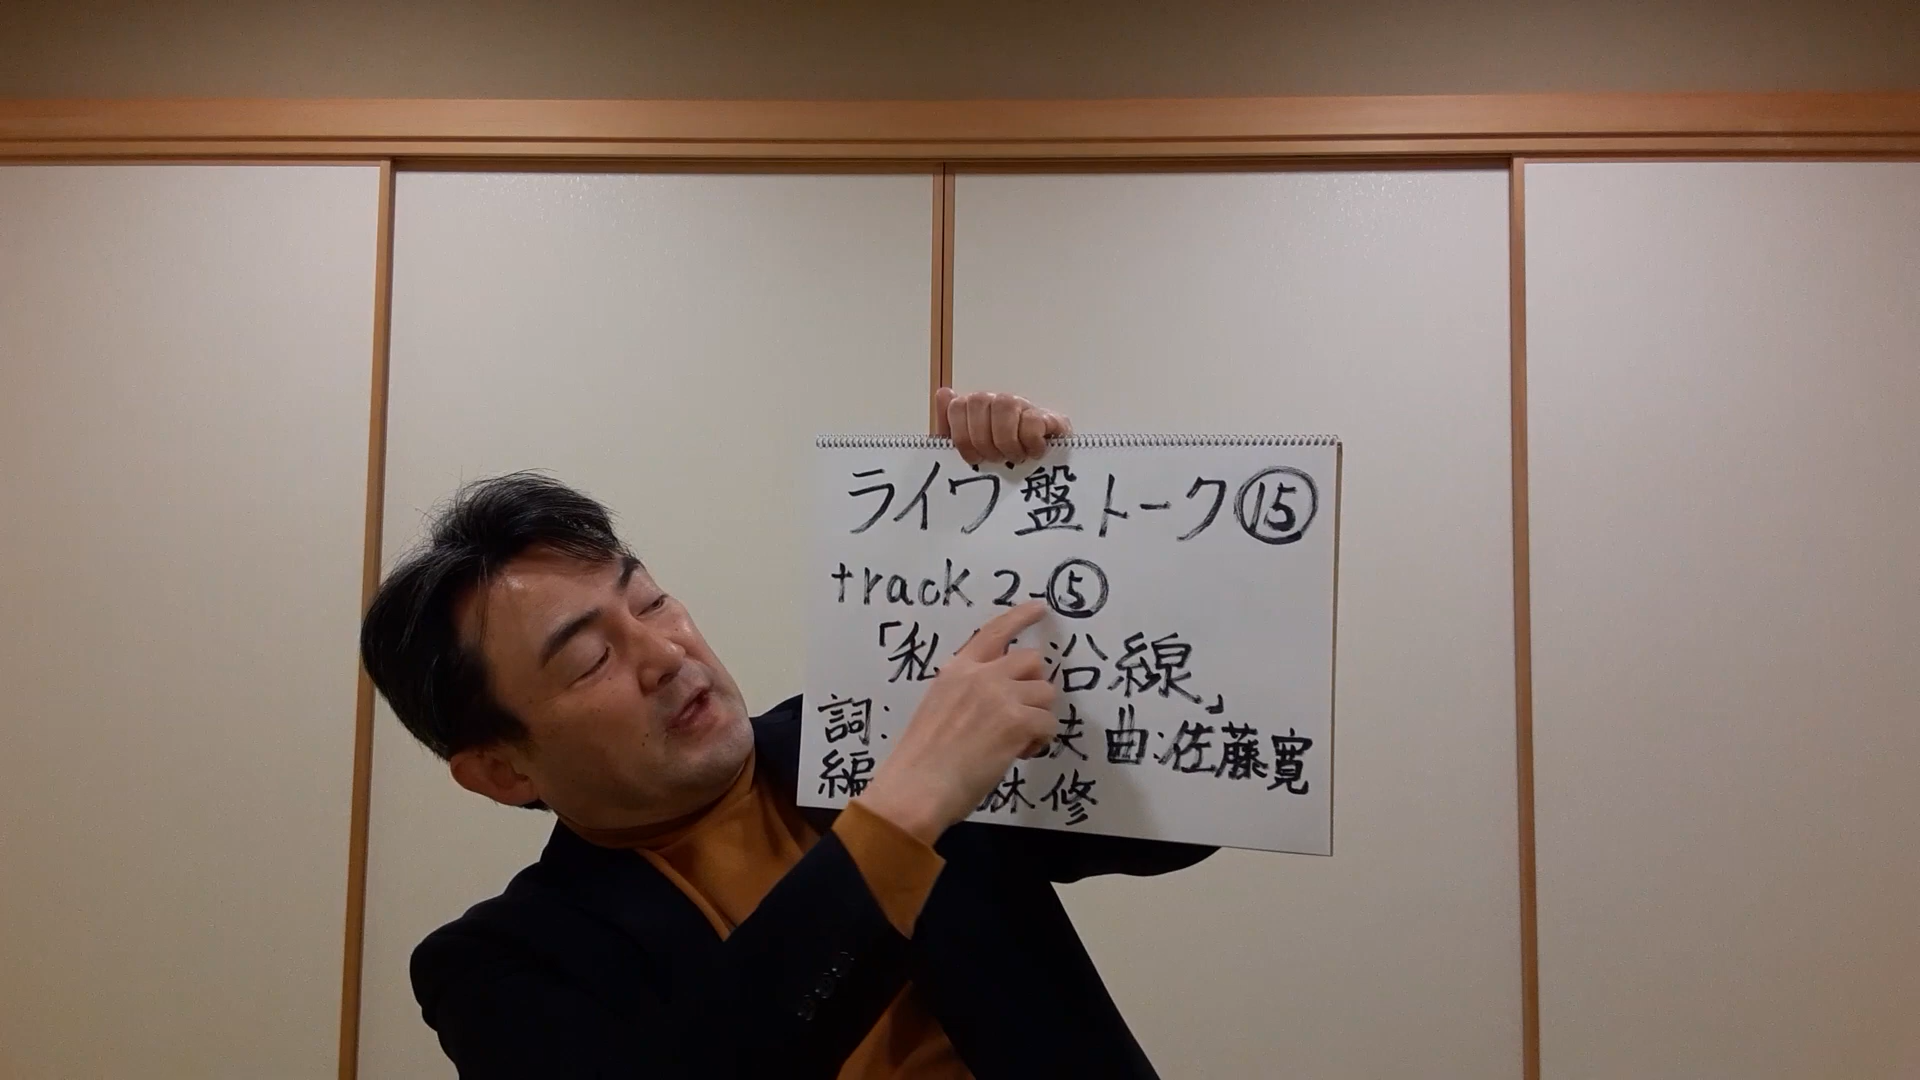 ライヴ盤トーク⑮
track 2-⑤
「私 沿線」
詞: 夫 曲:佐藤寛
編 林修